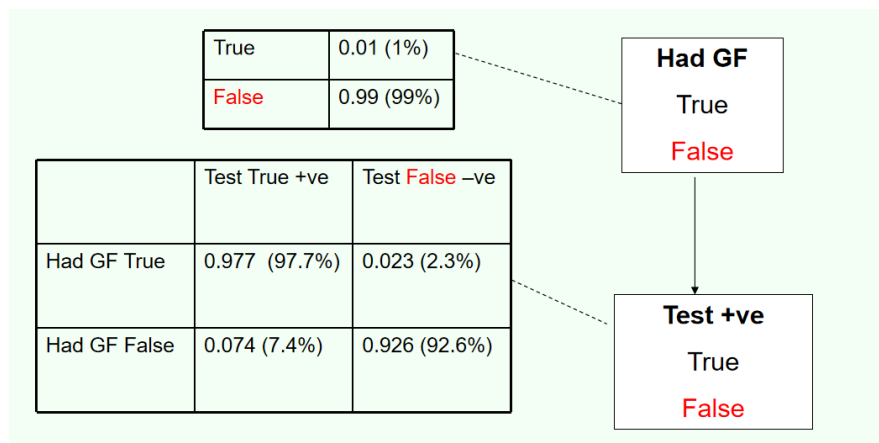 True 0.01 (1%)
False 0.99 (99%)
Had GF
True
False
Test True +ve Test False –ve
Had GF True 0.977 (97.7%) 0.023 (2.3%)
Had GF False 0.074 (7.4%) 0.926 (92.6%)
Test +ve
True
False